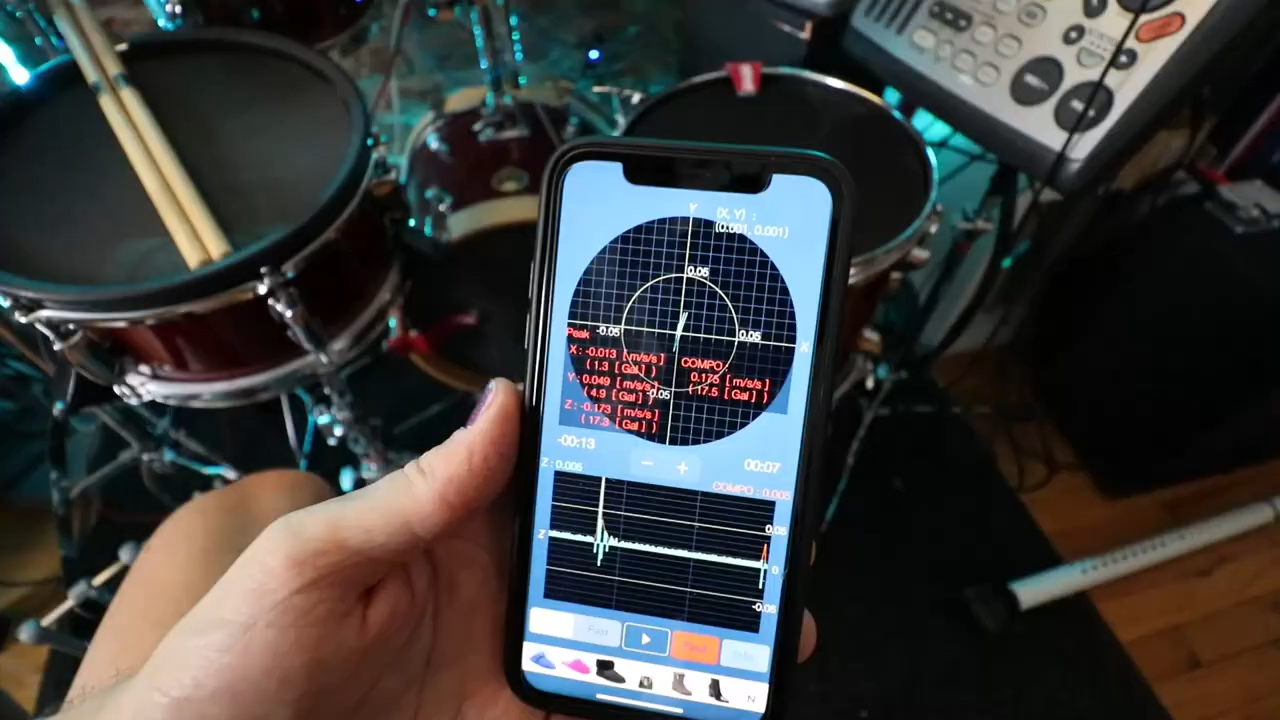 Y
(X, Y) :
(0.001, 0.001)
0.05
-0.05
0.05
X
Peak
X : -0.013 [m/s/s]
( 1.3 [ Gal ] )
Y : 0.049 [m/s/s]
( 4.9 [ Gal ] )
Z : -0.173 [m/s/s]
( 17.3 [ Gal ] )
COMPO :
0.175 [m/s/s]
( 17.5 [ Gal ] )
-0.05
-00:13
− +
00:07
Z : 0.005
COMPO : 0.005
0.05
Z
0
-0.05
Fast
N